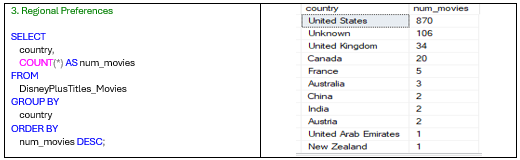 3. Regional Preferences
SELECT
country,
COUNT(*) AS num_movies
FROM
DisneyPlusTitles_Movies
GROUP BY
country
ORDER BY
num_movies DESC;
country num_movies
United States 870
Unknown 106
United Kingdom 34
Canada 20
France 5
Australia 3
China 2
India 2
Austria 2
United Arab Emirates 1
New Zealand 1